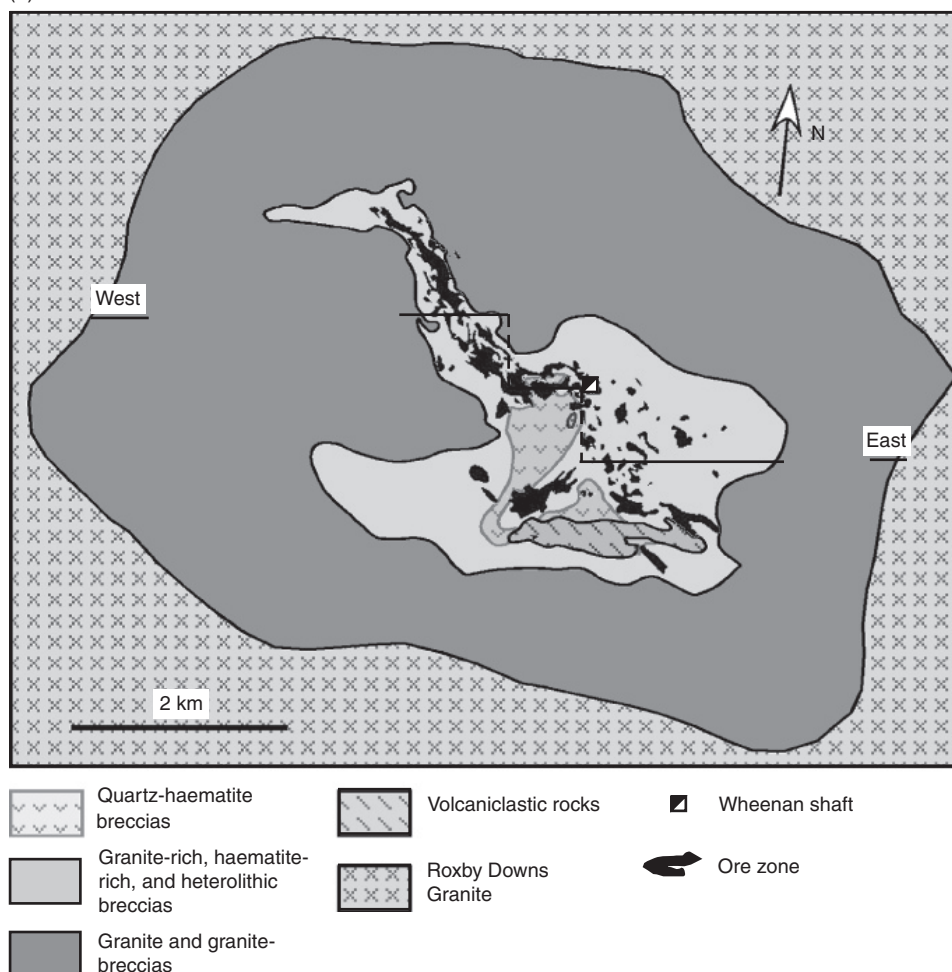 N
West
East
2 km
Quartz-haematite
breccias
Granite-rich, haematite-
rich, and heterolithic
breccias
Granite and granite-
breccias
Volcaniclastic rocks
Roxby Downs
Granite
Wheenan shaft
Ore zone